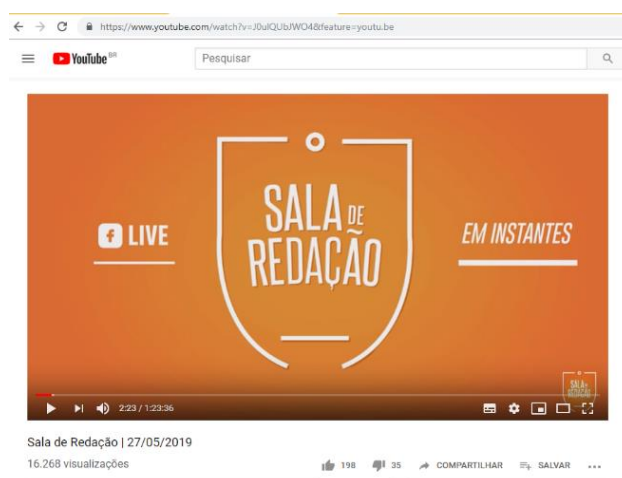 https://www.youtube.com/watch?v=J0uIQUbJWO4&feature=youtu.be
YouTube BR
Pesquisar
f LIVE
SALA DE
REDAÇÃO
EM INSTANTES
SALA DE
REDAÇÃO
2:23 / 1:23:36
Sala de Redação | 27/05/2019
16.268 visualizações
198
35
COMPARTILHAR
SALVAR